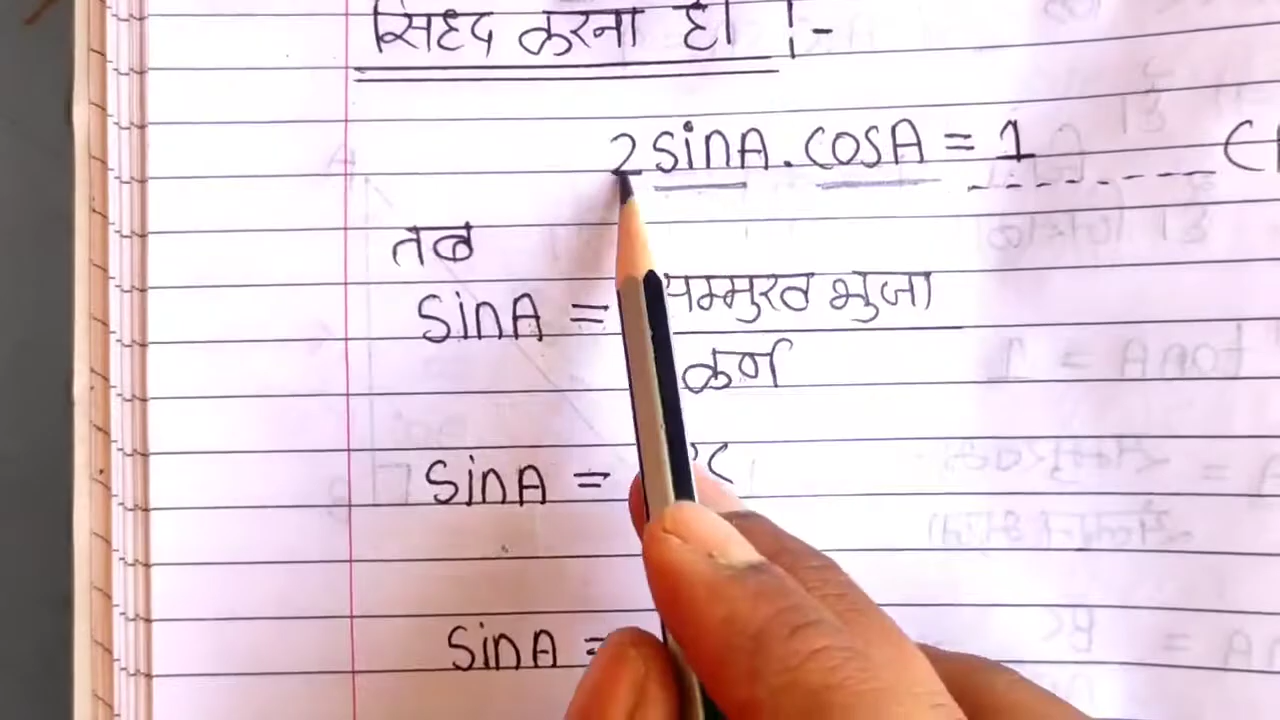 सिद्ध करना है :-
2 sinA . cosA = 1 ------ (
तब
sinA = सम्मुख भुजा
कर्ण
sinA =
sinA =